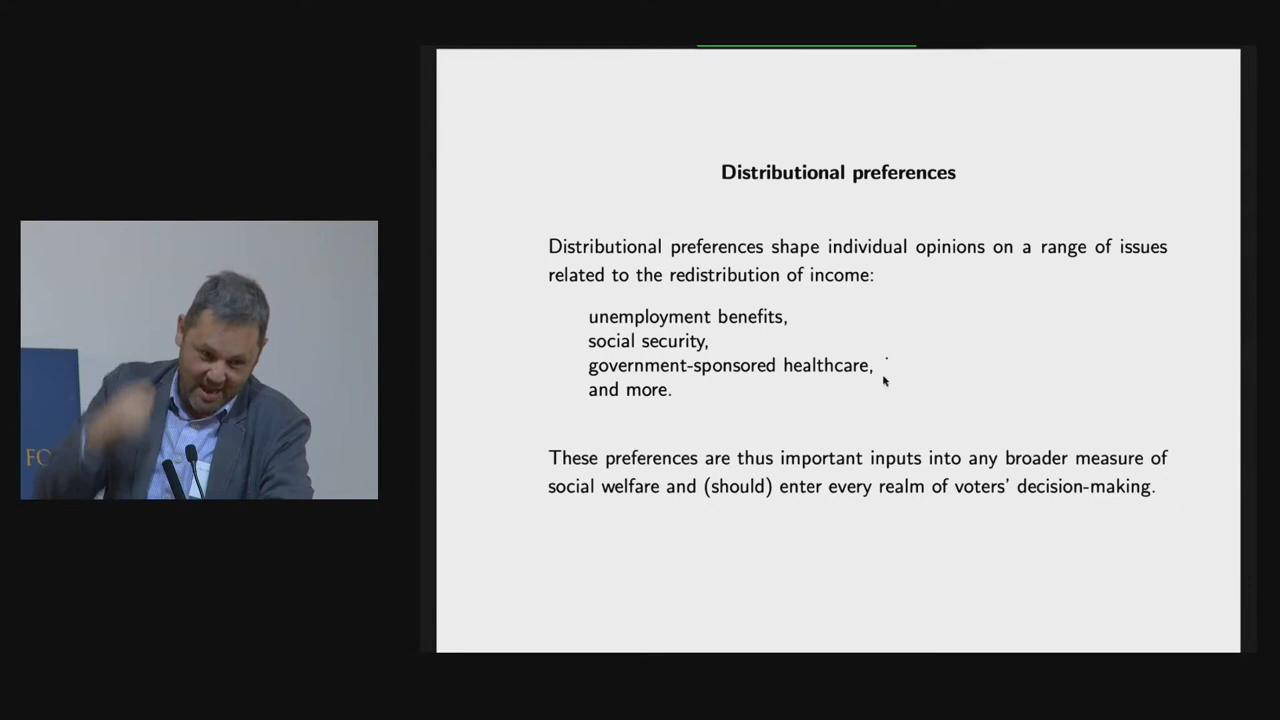 Distributional preferences
Distributional preferences shape individual opinions on a range of issues
related to the redistribution of income:
unemployment benefits,
social security,
government-sponsored healthcare,
and more.
These preferences are thus important inputs into any broader measure of
social welfare and (should) enter every realm of voters' decision-making.
FO